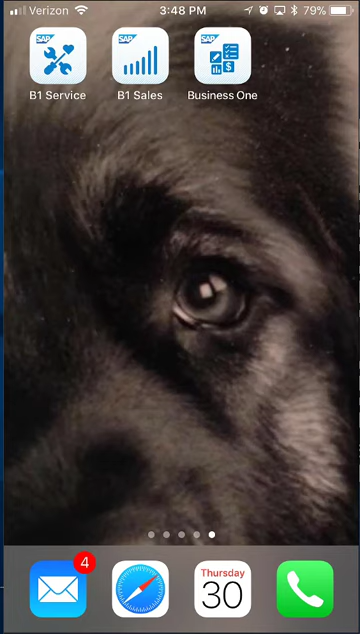 Verizon 3:48 PM 79%
SAP SAP SAP
B1 Service B1 Sales Business One
$
4
Thursday
30